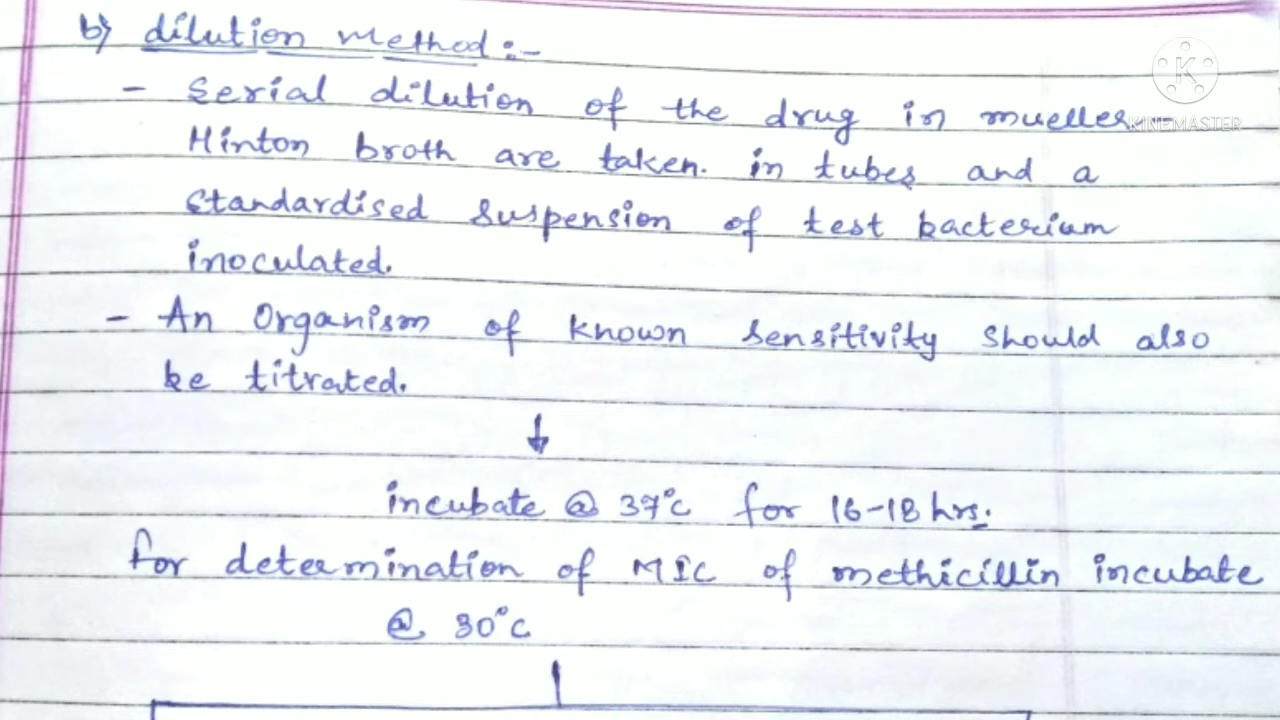 b) dilution method:-
- Serial dilution of the drug in mueller
KINEMASTER
Hinton broth are taken. in tubes and a
standardised suspension of test bacterium
inoculated.
- An Organism of known sensitivity should also
be titrated.
↓
incubate @ 37°c for 16-18 hrs.
for determination of MIC of methicillin incubate
@ 30°c